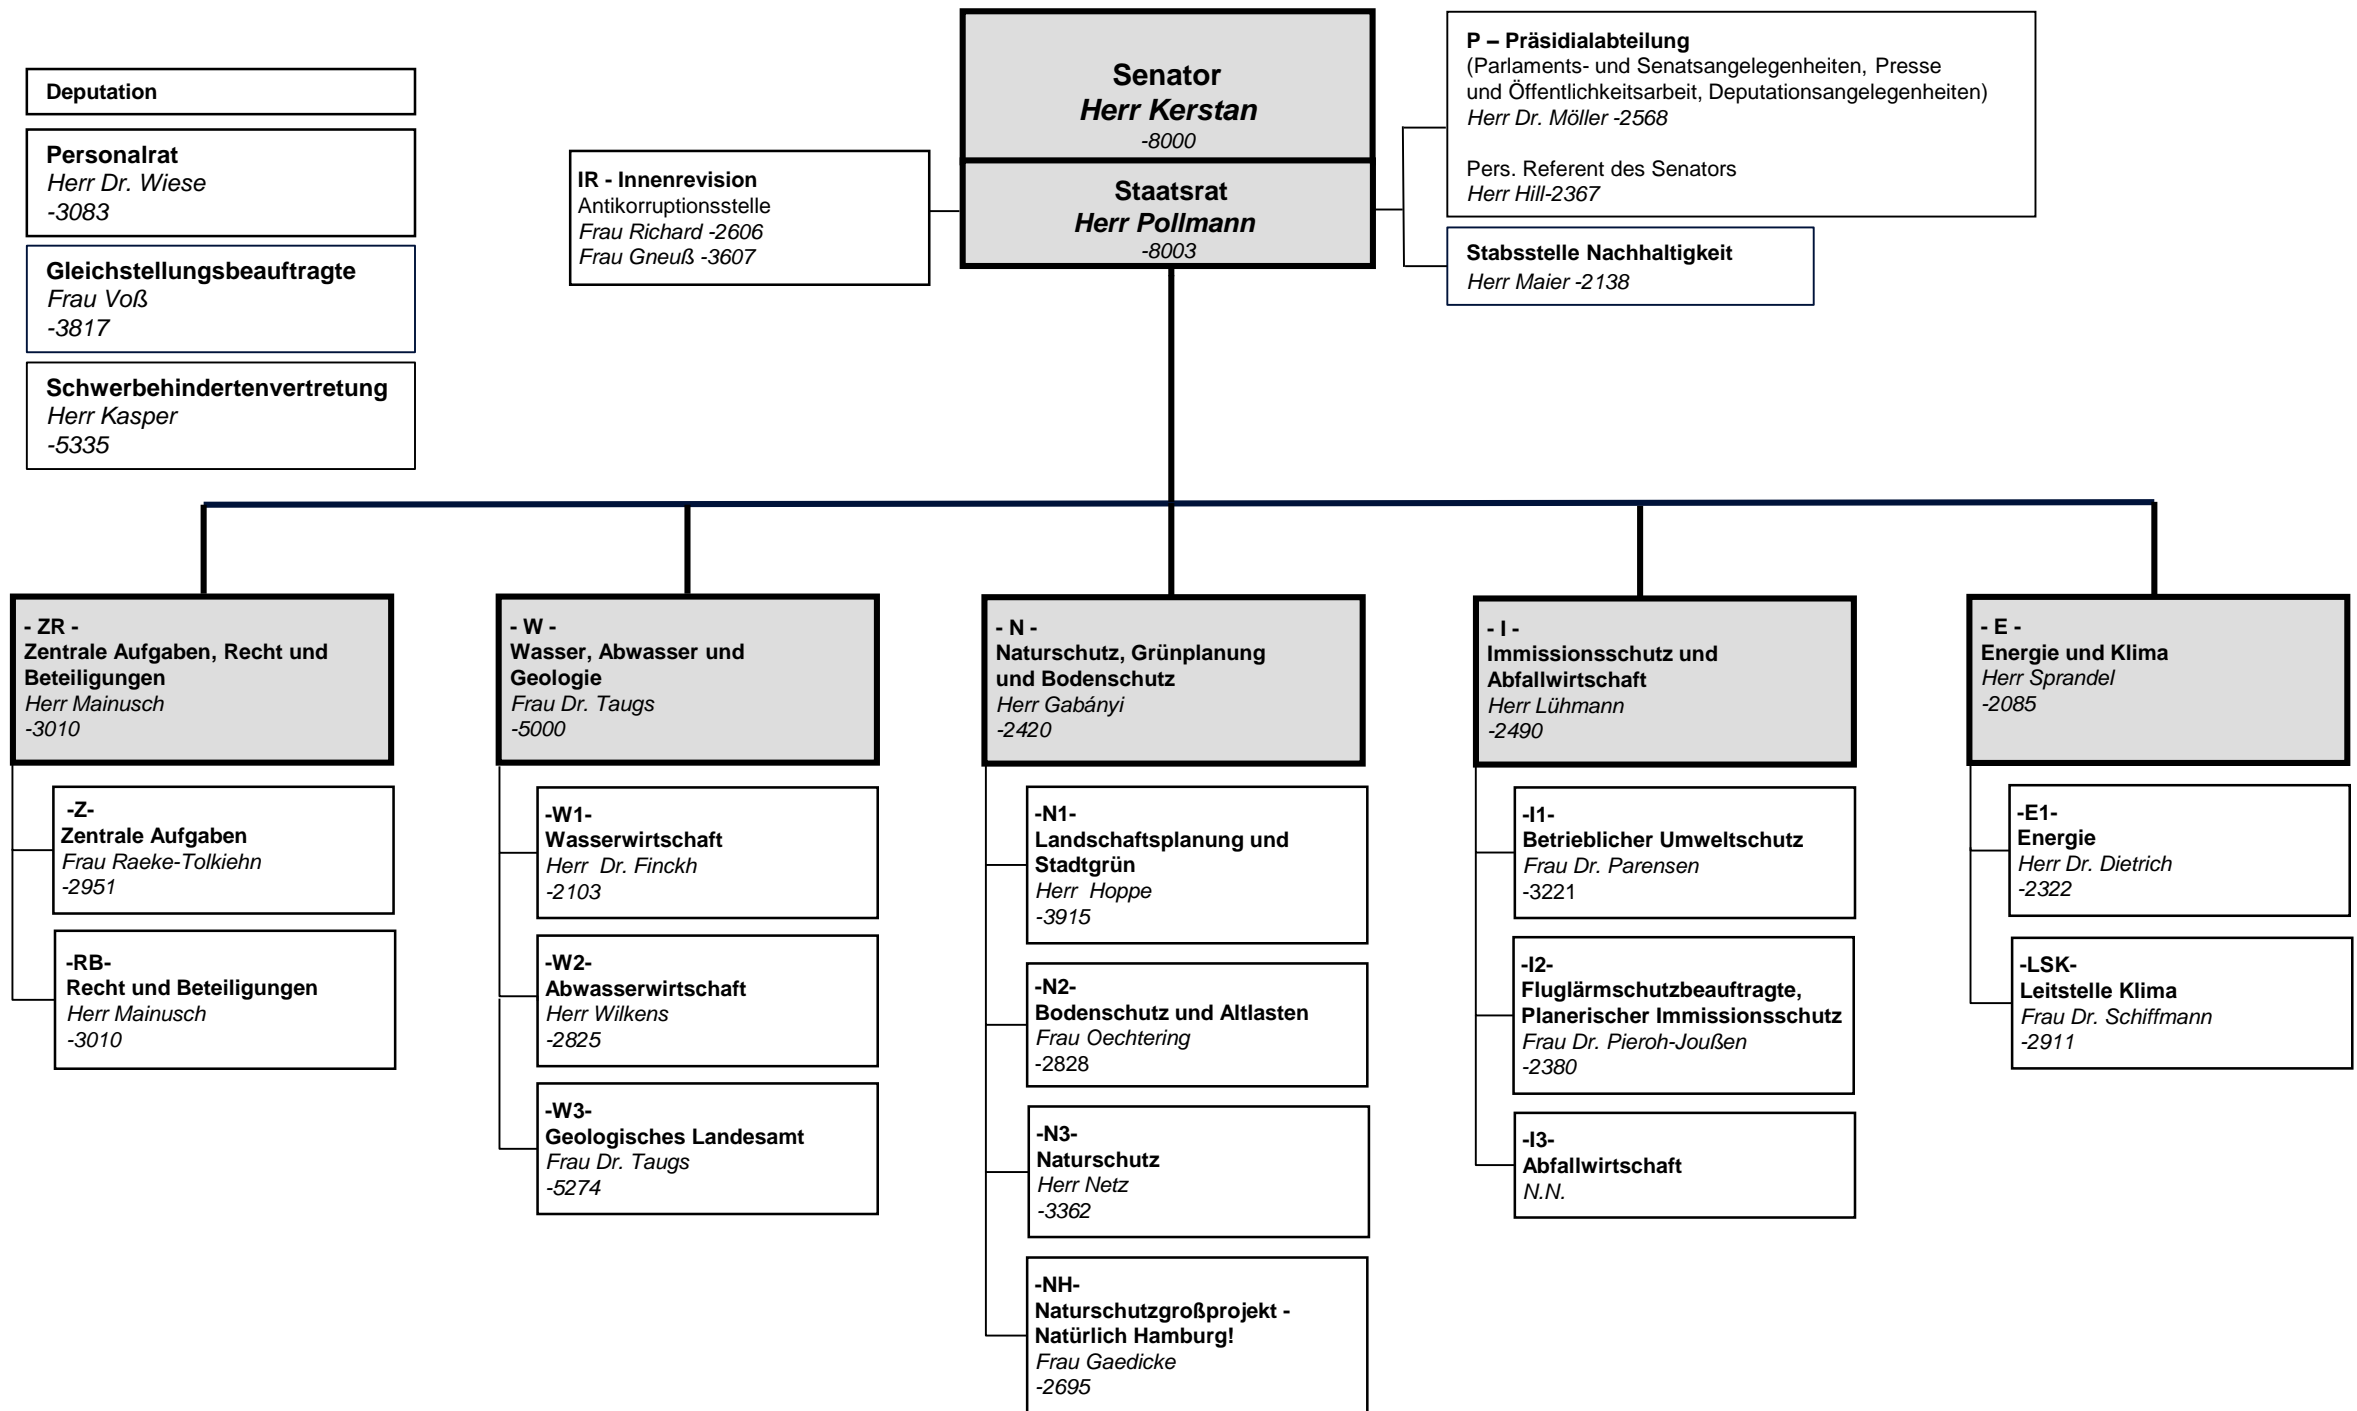 Senator
Herr Kerstan
-8000
Staatsrat
Herr Pollmann
-8003
P – Präsidialabteilung
(Parlaments- und Senatsangelegenheiten, Presse
und Öffentlichkeitsarbeit, Deputationsangelegenheiten)
Herr Dr. Möller -2568
Pers. Referent des Senators
Herr Hill-2367
Stabsstelle Nachhaltigkeit
Herr Maier -2138
IR - Innenrevision
Antikorruptionsstelle
Frau Richard -2606
Frau Gneuß -3607
Deputation
Personalrat
Herr Dr. Wiese
-3083
Gleichstellungsbeauftragte
Frau Voß
-3817
Schwerbehindertenvertretung
Herr Kasper
-5335
- ZR -
Zentrale Aufgaben, Recht und
Beteiligungen
Herr Mainusch
-3010
-Z-
Zentrale Aufgaben
Frau Raeke-Tolkiehn
-2951
-RB-
Recht und Beteiligungen
Herr Mainusch
-3010
- W -
Wasser, Abwasser und
Geologie
Frau Dr. Taugs
-5000
-W1-
Wasserwirtschaft
Herr  Dr. Finckh
-2103
-W2-
Abwasserwirtschaft
Herr Wilkens
-2825
-W3-
Geologisches Landesamt
Frau Dr. Taugs
-5274
- N -
Naturschutz, Grünplanung
und Bodenschutz
Herr Gabányi
-2420
-N1-
Landschaftsplanung und
Stadtgrün
Herr  Hoppe
-3915
-N2-
Bodenschutz und Altlasten
Frau Oechtering
-2828
-N3-
Naturschutz
Herr Netz
-3362
-NH-
Naturschutzgroßprojekt -
Natürlich Hamburg!
Frau Gaedicke
-2695
- I -
Immissionsschutz und
Abfallwirtschaft
Herr Lühmann
-2490
-I1-
Betrieblicher Umweltschutz
Frau Dr. Parensen
-3221
-I2-
Fluglärmschutzbeauftragte,
Planerischer Immissionsschutz
Frau Dr. Pieroh-Joußen
-2380
-I3-
Abfallwirtschaft
N.N.
- E -
Energie und Klima
Herr Sprandel
-2085
-E1-
Energie
Herr Dr. Dietrich
-2322
-LSK-
Leitstelle Klima
Frau Dr. Schiffmann
-2911